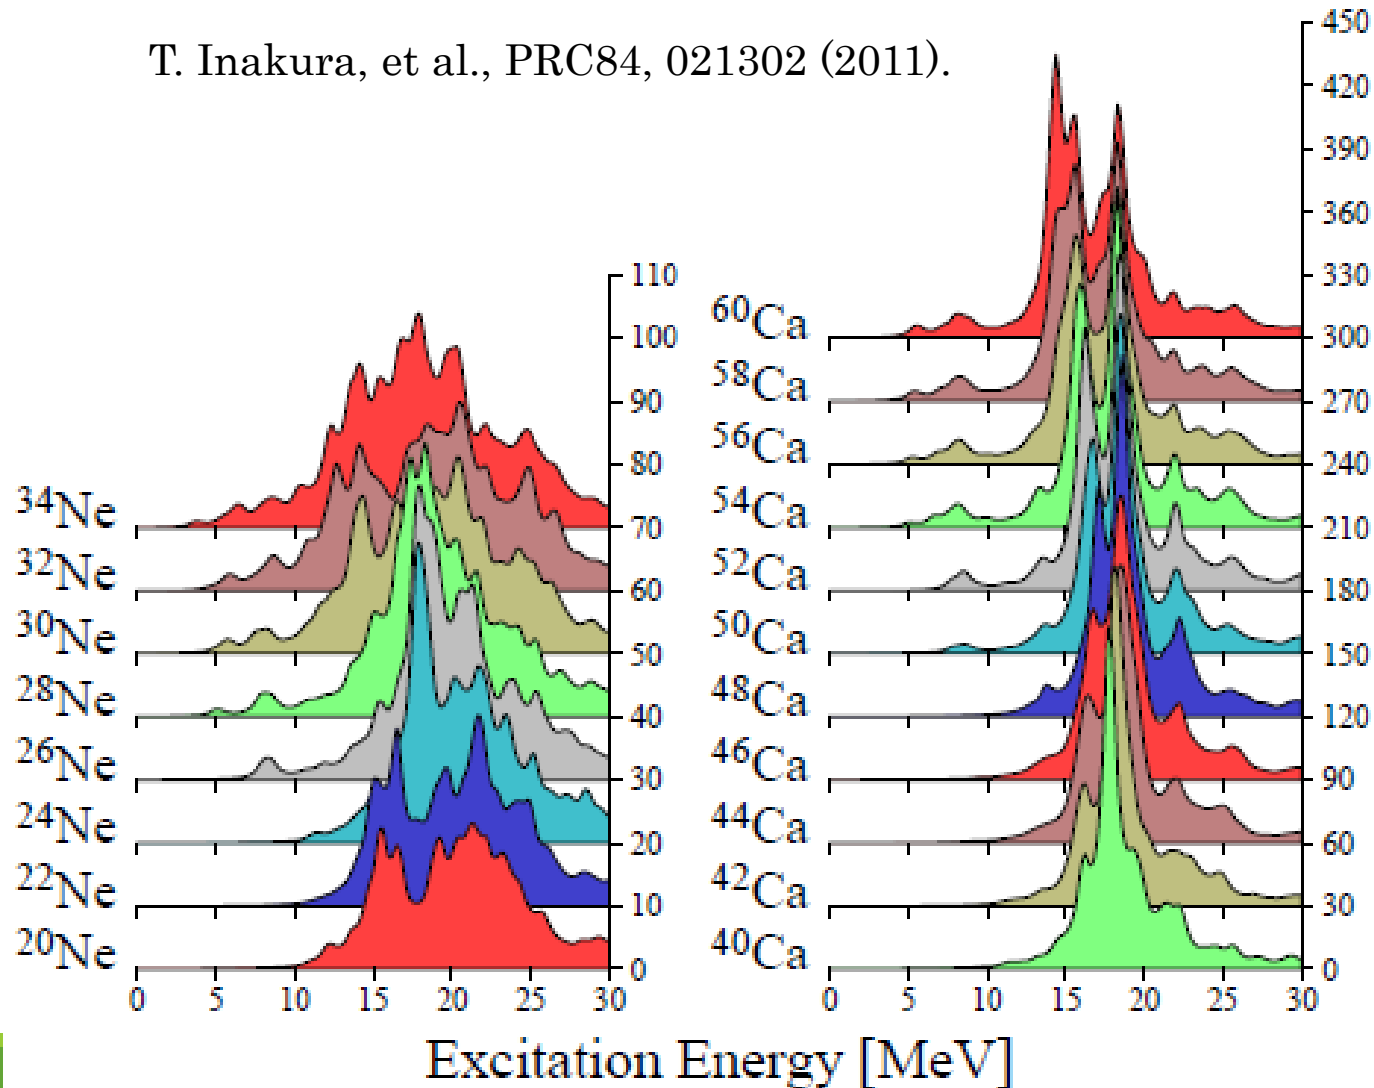 T. Inakura, et al., PRC84, 021302 (2011).
450
420
390
360
330
300
270
240
210
180
150
120
90
60
30
0
60Ca
58Ca
56Ca
54Ca
52Ca
50Ca
48Ca
46Ca
44Ca
42Ca
40Ca
110
100
90
80
70
60
50
40
30
20
10
0
34Ne
32Ne
30Ne
28Ne
26Ne
24Ne
22Ne
20Ne
0 5 10 15 20 25 30
0 5 10 15 20 25 30
Excitation Energy [MeV]